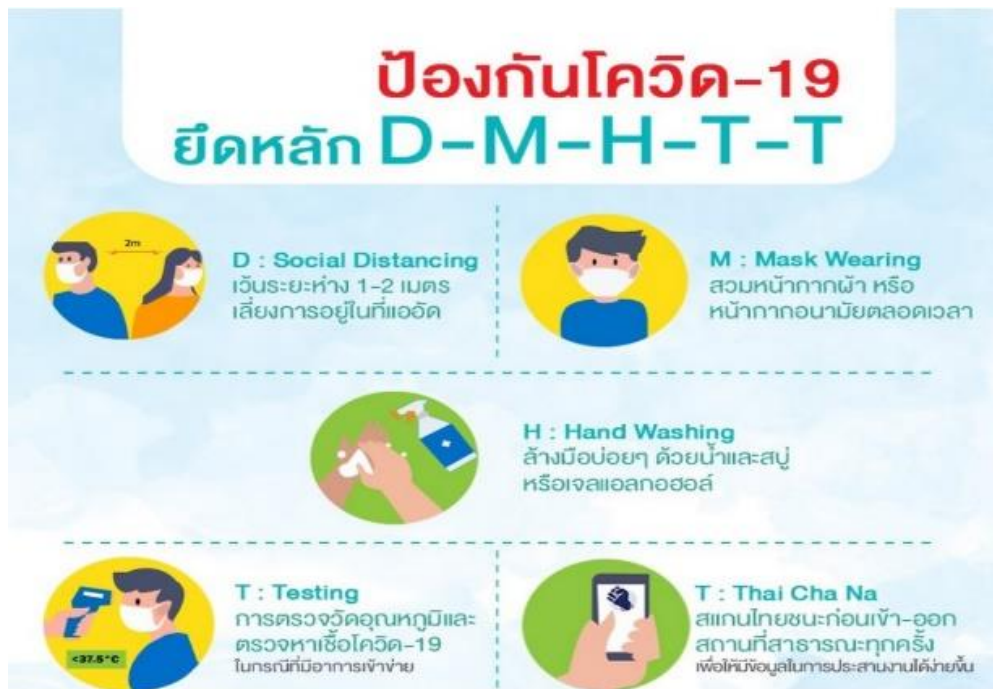 ป้องกันโควิด-19
ยึดหลัก D-M-H-T-T
2m
D : Social Distancing
เว้นระยะห่าง 1-2 เมตร
เลี่ยงการอยู่ในที่แออัด
M : Mask Wearing
สวมหน้ากากผ้า หรือ
หน้ากากอนามัยตลอดเวลา
H : Hand Washing
ล้างมือบ่อยๆ ด้วยน้ำและสบู่
หรือเจลแอลกอฮอล์
<37.5°C
T : Testing
การตรวจวัดอุณหภูมิและ
ตรวจหาเชื้อโควิด-19
ในกรณีที่มีอาการเข้าข่าย
T : Thai Cha Na
สแกนไทยชนะก่อนเข้า-ออก
สถานที่สาธารณะทุกครั้ง
เพื่อให้มีข้อมูลในการประสานงานได้ง่ายขึ้น